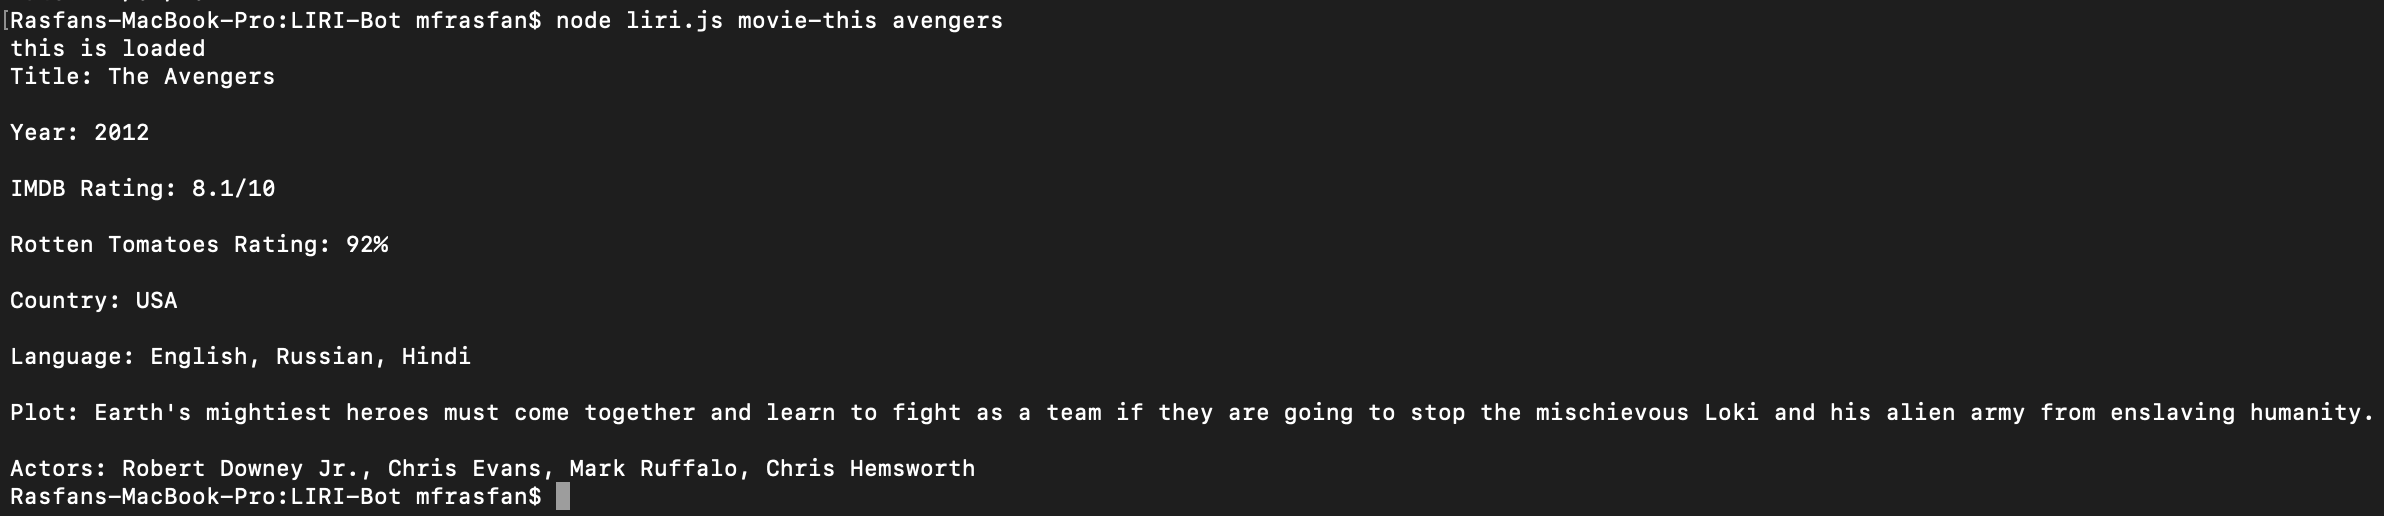 [Rasfans-MacBook-Pro:LIRI-Bot mfrasfan$ node liri.js movie-this avengers
this is loaded
Title: The Avengers
Year: 2012
IMDB Rating: 8.1/10
Rotten Tomatoes Rating: 92%
Country: USA
Language: English, Russian, Hindi
Plot: Earth's mightiest heroes must come together and learn to fight as a team if they are going to stop the mischievous Loki and his alien army from enslaving humanity.
Actors: Robert Downey Jr., Chris Evans, Mark Ruffalo, Chris Hemsworth
Rasfans-MacBook-Pro:LIRI-Bot mfrasfan$